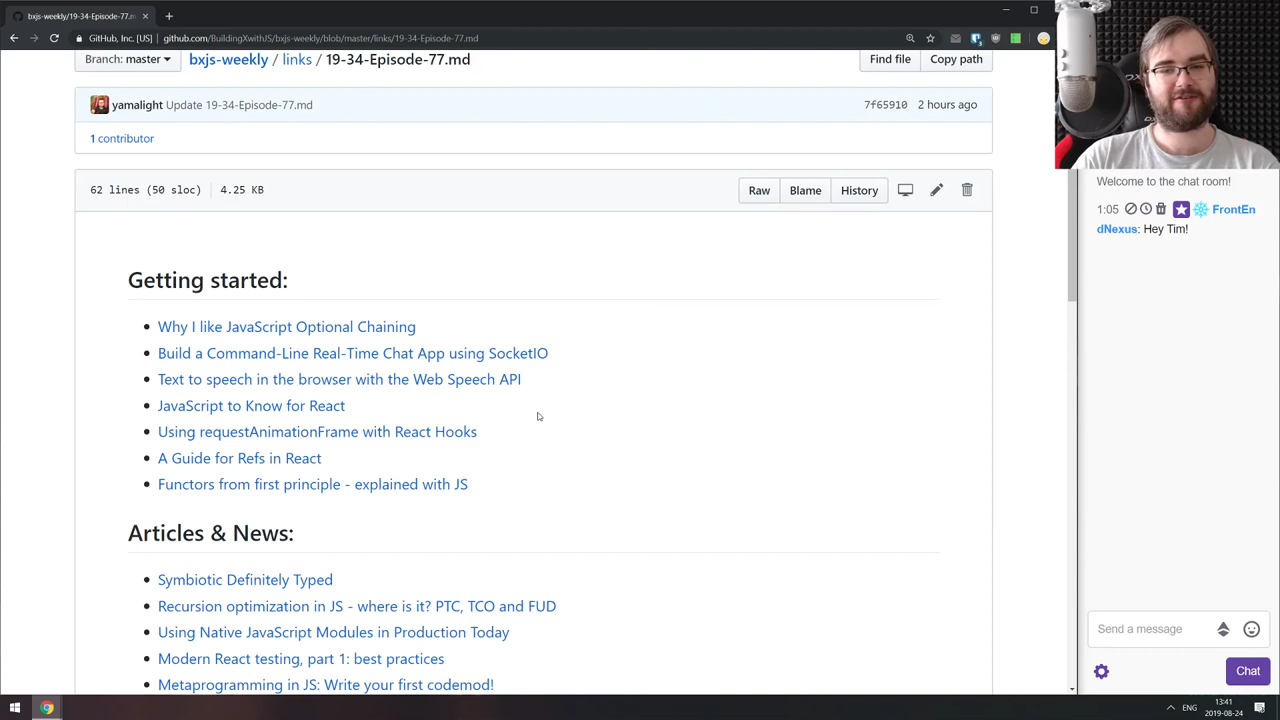 bxjs-weekly/19-34-Episode-77.m
GitHub, Inc. [US]
github.com/BuildingXwithJS/bxjs-weekly/blob/master/links/19-34-Episode-77.md
Branch: master
bxjs-weekly / links / 19-34-Episode-77.md
Find file
Copy path
yamalight Update 19-34-Episode-77.md
7f65910 2 hours ago
1 contributor
62 lines (50 sloc) 4.25 KB
Raw
Blame
History
Getting started:
Why I like JavaScript Optional Chaining
Build a Command-Line Real-Time Chat App using SocketIO
Text to speech in the browser with the Web Speech API
JavaScript to Know for React
Using requestAnimationFrame with React Hooks
A Guide for Refs in React
Functors from first principle - explained with JS
Articles & News:
Symbiotic Definitely Typed
Recursion optimization in JS - where is it? PTC, TCO and FUD
Using Native JavaScript Modules in Production Today
Modern React testing, part 1: best practices
Metaprogramming in JS: Write your first codemod!
Welcome to the chat room!
1:05 FrontEn
dNexus: Hey Tim!
Send a message
Chat
ENG
13:41
2019-08-24